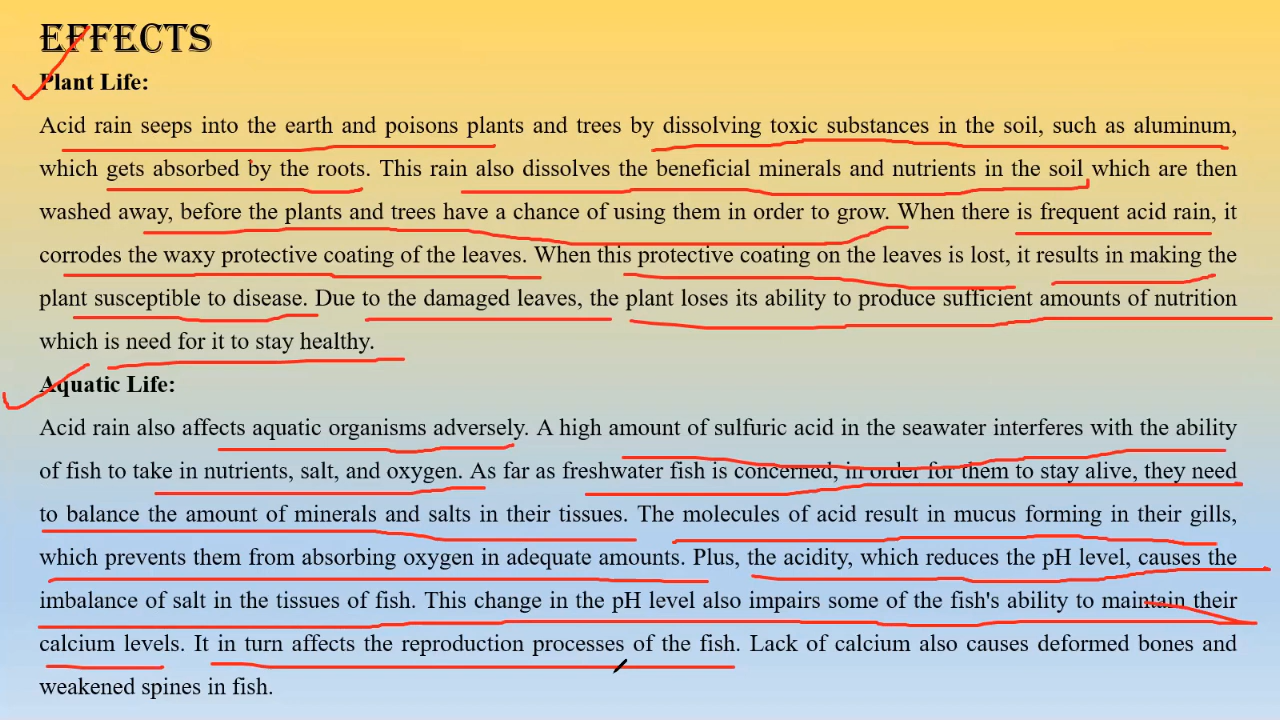 EFFECTS
Plant Life:
Acid rain seeps into the earth and poisons plants and trees by dissolving toxic substances in the soil, such as aluminum,
which gets absorbed by the roots. This rain also dissolves the beneficial minerals and nutrients in the soil which are then
washed away, before the plants and trees have a chance of using them in order to grow. When there is frequent acid rain, it
corrodes the waxy protective coating of the leaves. When this protective coating on the leaves is lost, it results in making the
plant susceptible to disease. Due to the damaged leaves, the plant loses its ability to produce sufficient amounts of nutrition
which is need for it to stay healthy.
Aquatic Life:
Acid rain also affects aquatic organisms adversely. A high amount of sulfuric acid in the seawater interferes with the ability
of fish to take in nutrients, salt, and oxygen. As far as freshwater fish is concerned, in order for them to stay alive, they need
to balance the amount of minerals and salts in their tissues. The molecules of acid result in mucus forming in their gills,
which prevents them from absorbing oxygen in adequate amounts. Plus, the acidity, which reduces the pH level, causes the
imbalance of salt in the tissues of fish. This change in the pH level also impairs some of the fish's ability to maintain their
calcium levels. It in turn affects the reproduction processes of the fish. Lack of calcium also causes deformed bones and
weakened spines in fish.